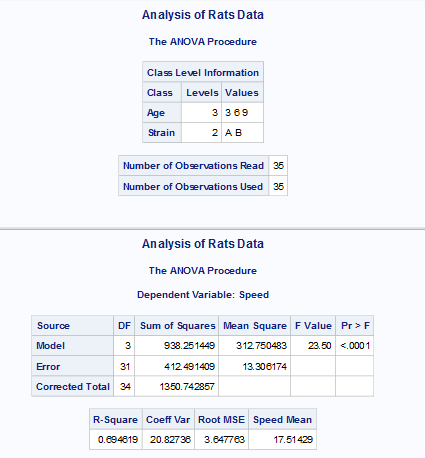 Analysis of Rats Data
The ANOVA Procedure
Class Level Information
Class Levels Values
Age 3 3 6 9
Strain 2 A B
Number of Observations Read 35
Number of Observations Used 35
Analysis of Rats Data
The ANOVA Procedure
Dependent Variable: Speed
Source DF Sum of Squares Mean Square F Value Pr > F
Model 3 938.251449 312.750483 23.50 <.0001
Error 31 412.491409 13.306174
Corrected Total 34 1350.742857
R-Square Coeff Var Root MSE Speed Mean
0.694619 20.82736 3.647763 17.51429